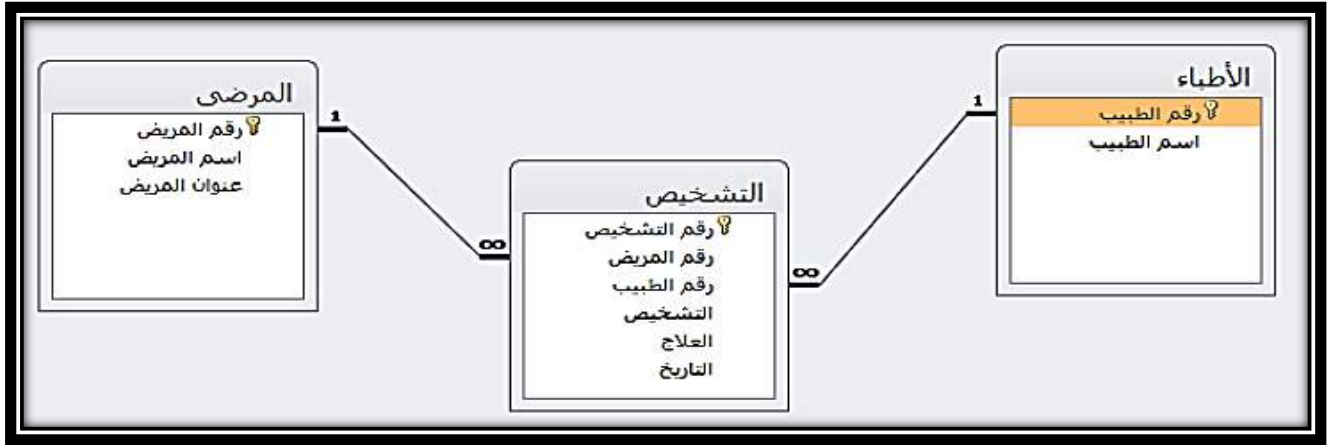 الأطباء
رقم الطبيب
اسم الطبيب
1
∞
التشخيص
رقم التشخيص
رقم المريض
رقم الطبيب
التشخيص
العلاج
التاريخ
∞
1
المرضى
رقم المريض
اسم المريض
عنوان المريض